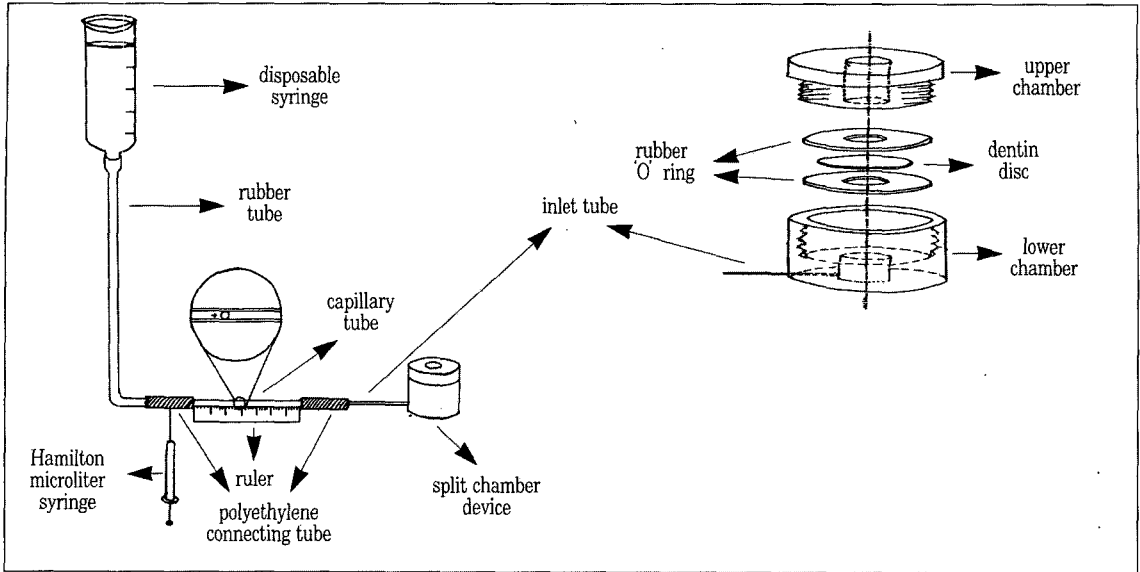 disposable
syringe
rubber
tube
capillary
tube
Hamilton
microliter
syringe
ruler
polyethylene
connecting tube
split chamber
device
inlet tube
rubber
'O' ring
upper
chamber
dentin
disc
lower
chamber